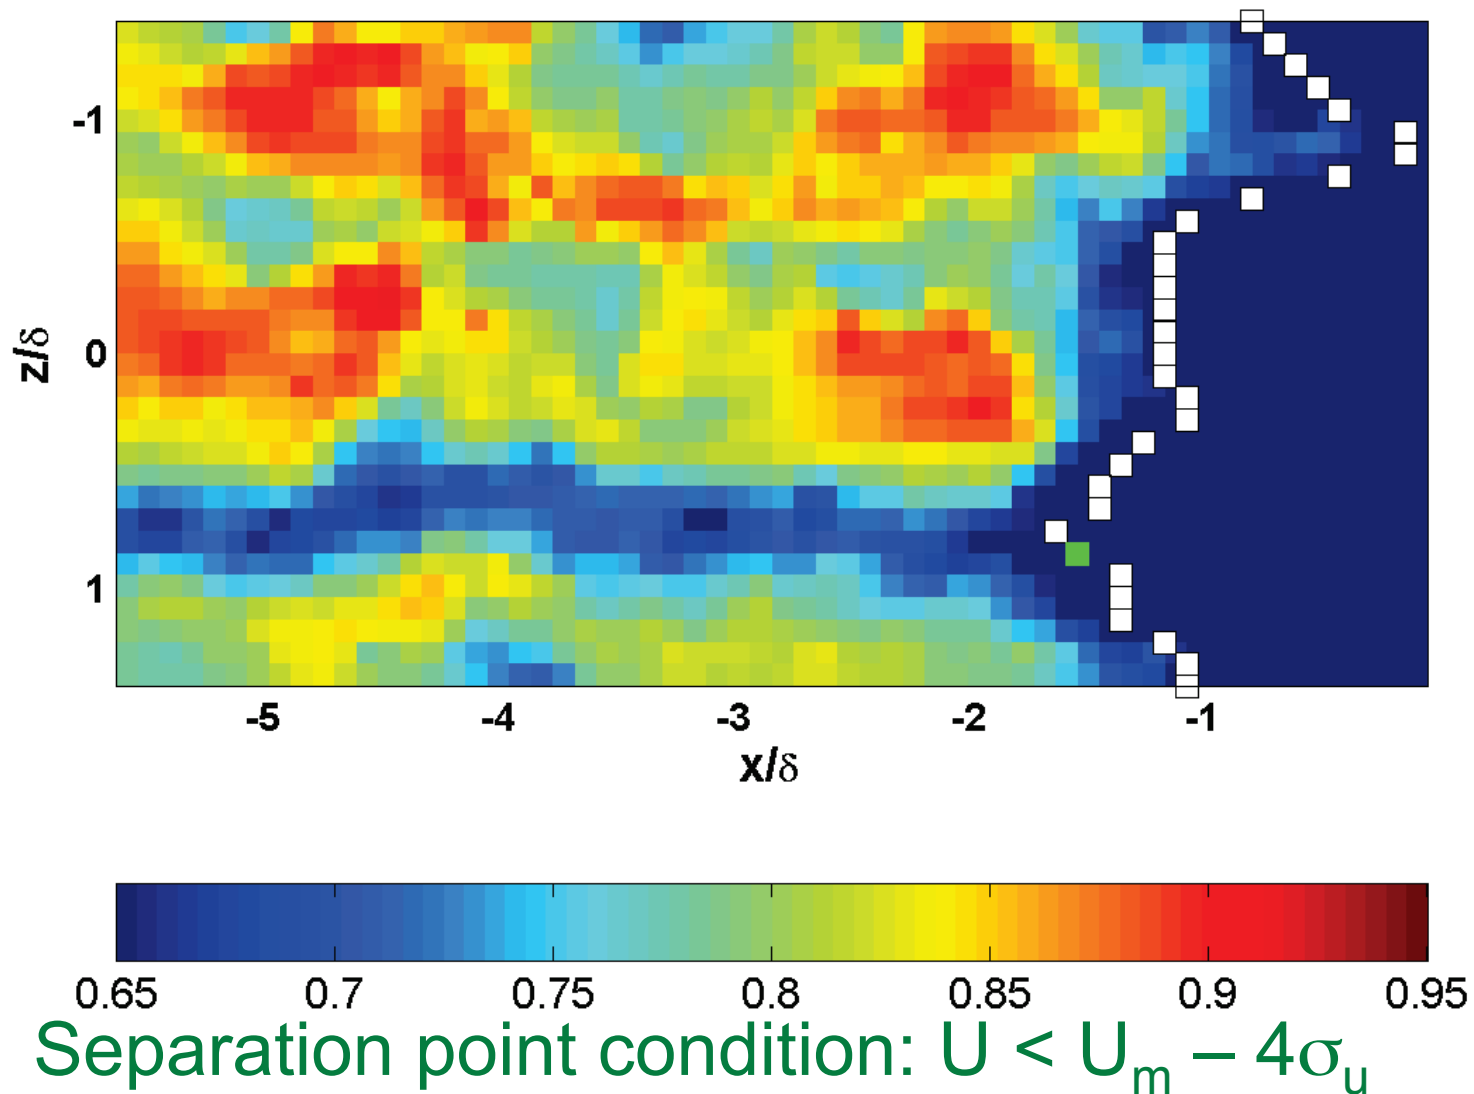 -1
0
1
z/δ
-5 -4 -3 -2 -1
x/δ
0.65 0.7 0.75 0.8 0.85 0.9 0.95
Separation point condition: U < Um – 4σu